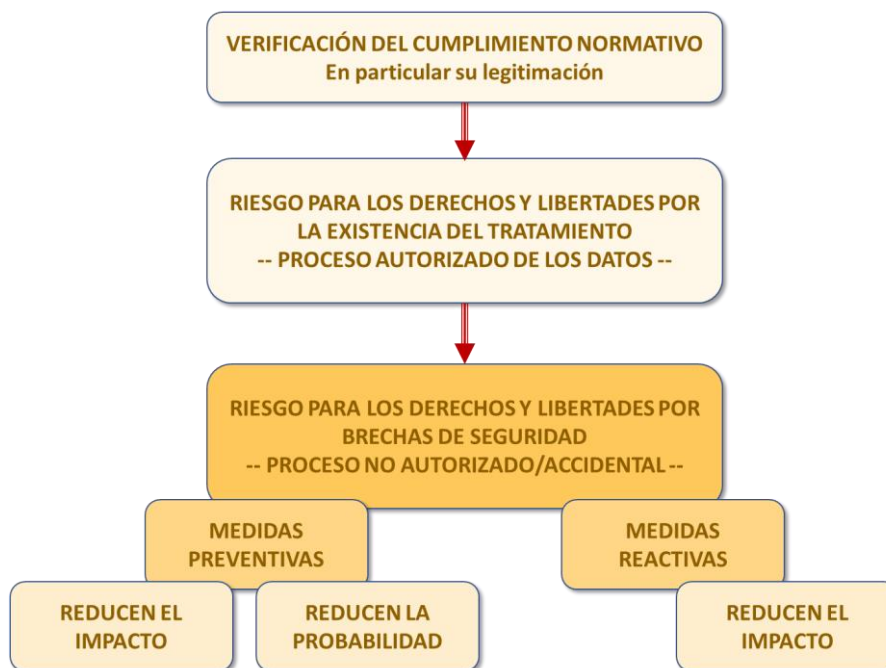 VERIFICACIÓN DEL CUMPLIMIENTO NORMATIVO
En particular su legitimación
RIESGO PARA LOS DERECHOS Y LIBERTADES POR
LA EXISTENCIA DEL TRATAMIENTO
-- PROCESO AUTORIZADO DE LOS DATOS --
RIESGO PARA LOS DERECHOS Y LIBERTADES POR
BRECHAS DE SEGURIDAD
-- PROCESO NO AUTORIZADO/ACCIDENTAL --
MEDIDAS
PREVENTIVAS
MEDIDAS
REACTIVAS
REDUCEN EL
IMPACTO
REDUCEN LA
PROBABILIDAD
REDUCEN EL
IMPACTO